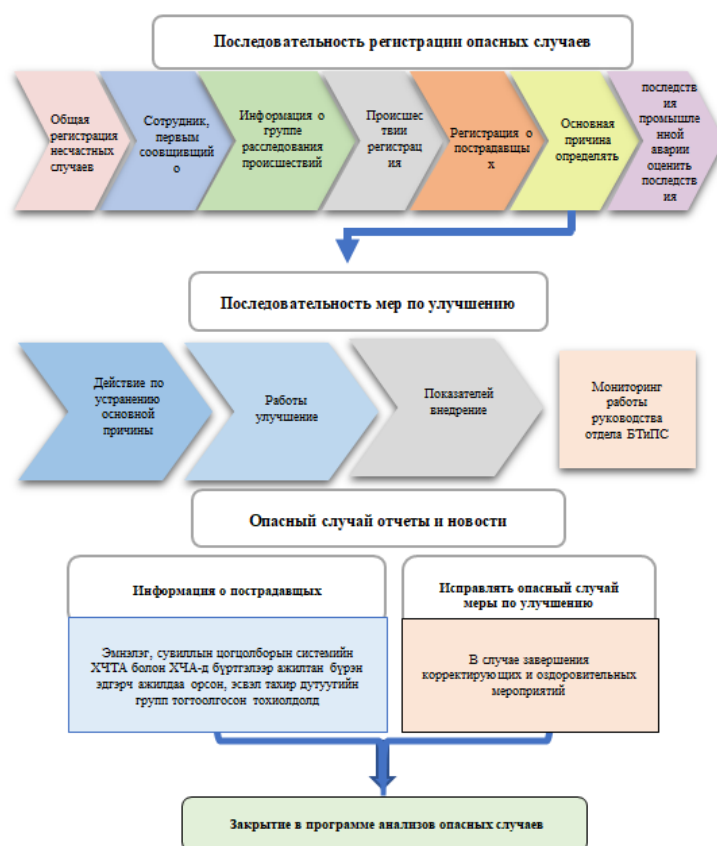 Последовательность регистрации опасных случаев
Общая
регистрация
несчастных
случаев
Сотрудник,
первым
соовщивший
о
Информация о
группе
расследования
происшествий
Происшес
твии
регистрац
ия
Регистрация о
пострадавщы
х
Основная
причина
определять
последств
ия
промышле
нной
аварии
оценить
последств
ия
Последовательность мер по улучшению
Действие по
устранению
основной
причины
Работы
улучшение
Показателей
внедрение
Мониторинг
работы
руководства
отдела БТиПС
Опасный случай отчеты и новости
Информация о пострадавщых
Эмнэлэг, сувиллын цогцолборын системийн
ХЧТА болон ХЧА-д бүртгэлээр ажилтан бүрэн
эдгэрч ажилдаа орсон, эсвэл тахир дутуугийн
групп тогтоолгосон тохиолдолд
Исправлять опасный случай
меры по улучшению
В случае завершения
корректирующих и оздоровительных
мероприятий
Закрытие в программе анализов опасных случаев